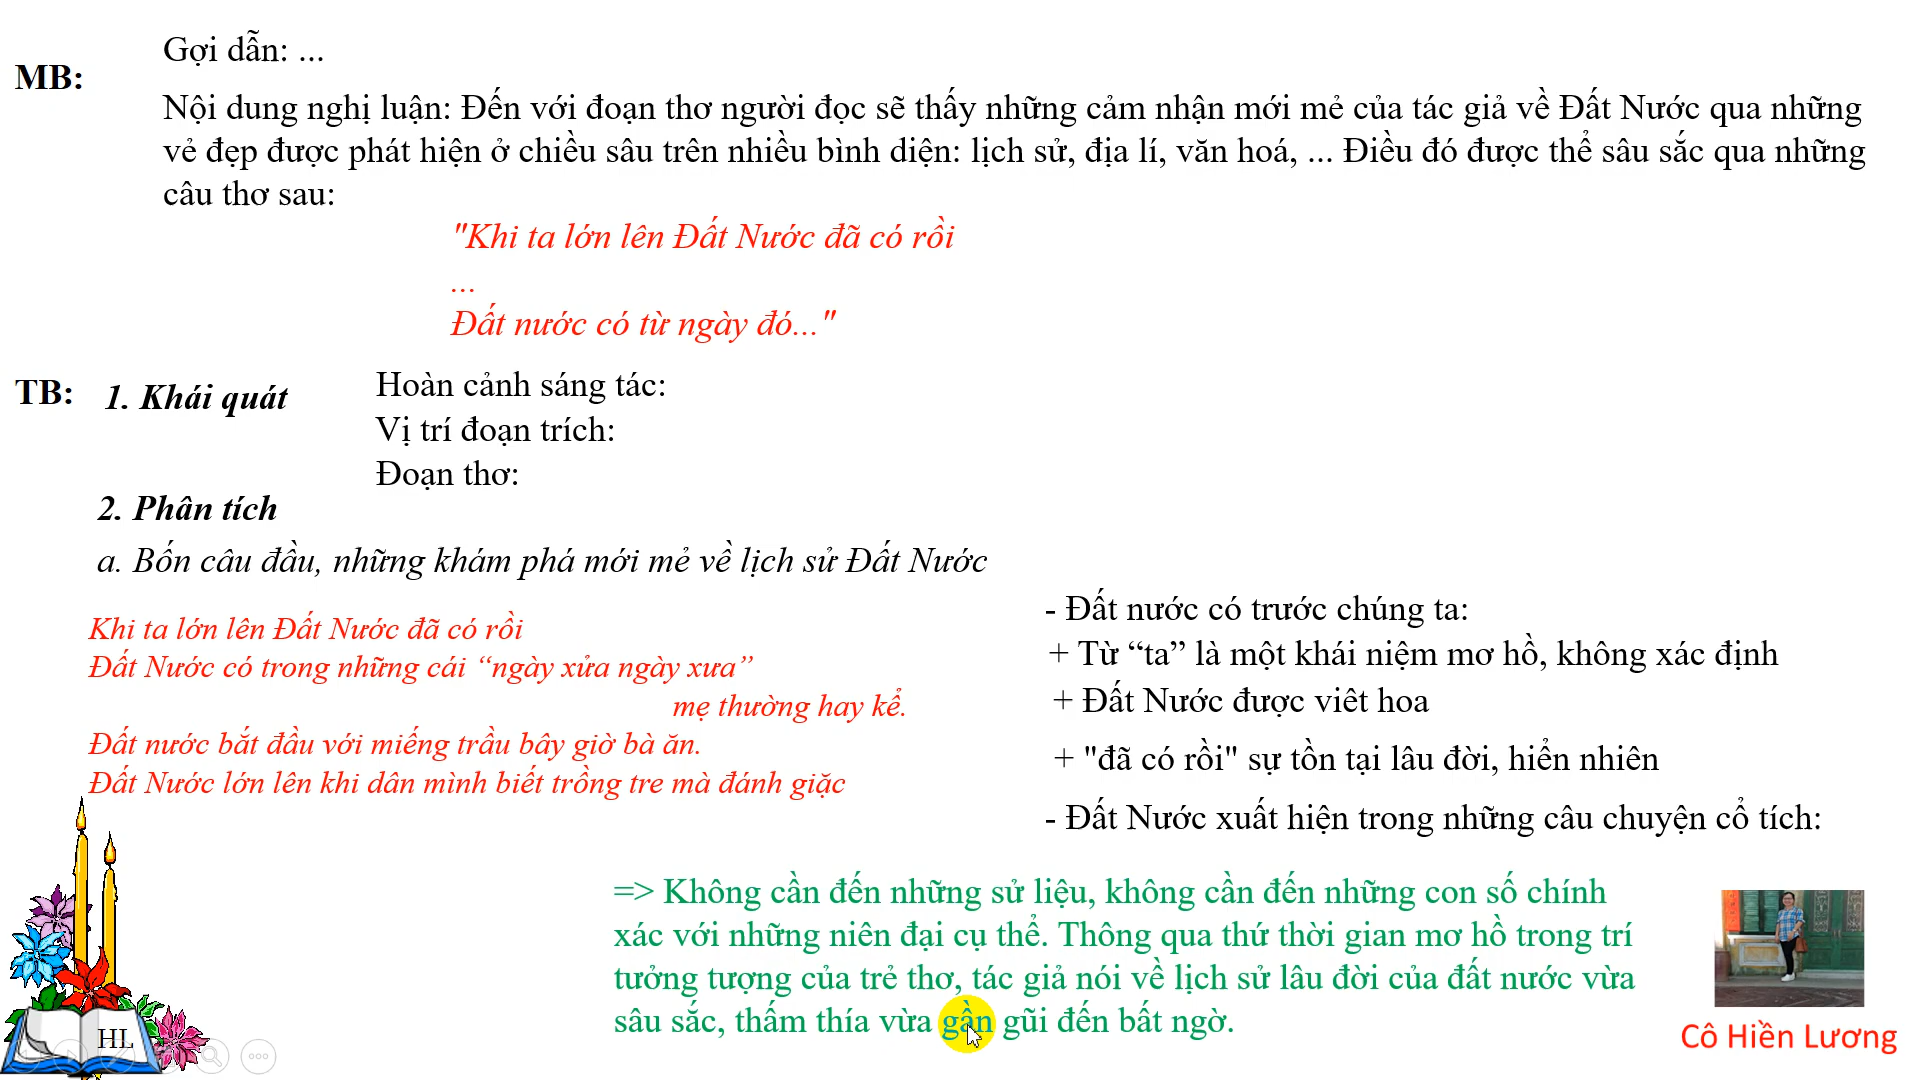 MB:
Gợi dẫn: ...
Nội dung nghị luận: Đến với đoạn thơ người đọc sẽ thấy những cảm nhận mới mẻ của tác giả về Đất Nước qua những
vẻ đẹp được phát hiện ở chiều sâu trên nhiều bình diện: lịch sử, địa lí, văn hoá, ... Điều đó được thể sâu sắc qua những
câu thơ sau:
"Khi ta lớn lên Đất Nước đã có rồi
...
Đất nước có từ ngày đó..."
TB:
1. Khái quát
Hoàn cảnh sáng tác:
Vị trí đoạn trích:
Đoạn thơ:
2. Phân tích
a. Bốn câu đầu, những khám phá mới mẻ về lịch sử Đất Nước
Khi ta lớn lên Đất Nước đã có rồi
Đất Nước có trong những cái “ngày xửa ngày xưa”
mẹ thường hay kể.
Đất nước bắt đầu với miếng trầu bây giờ bà ăn.
Đất Nước lớn lên khi dân mình biết trồng tre mà đánh giặc
- Đất nước có trước chúng ta:
+ Từ “ta” là một khái niệm mơ hồ, không xác định
+ Đất Nước được viêt hoa
+ "đã có rồi" sự tồn tại lâu đời, hiển nhiên
- Đất Nước xuất hiện trong những câu chuyện cổ tích:
=> Không cần đến những sử liệu, không cần đến những con số chính
xác với những niên đại cụ thể. Thông qua thứ thời gian mơ hồ trong trí
tưởng tượng của trẻ thơ, tác giả nói về lịch sử lâu đời của đất nước vừa
sâu sắc, thấm thía vừa gần gũi đến bất ngờ.
HL
Cô Hiền Lương